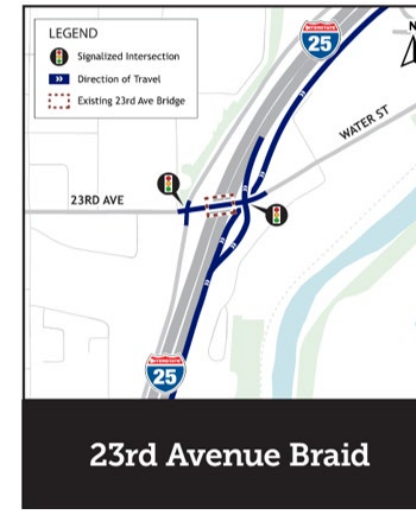 LEGEND
Signalized Intersection
Direction of Travel
Existing 23rd Ave Bridge
INTERSTATE
25
N
WATER ST
23RD AVE
INTERSTATE
25
23rd Avenue Braid